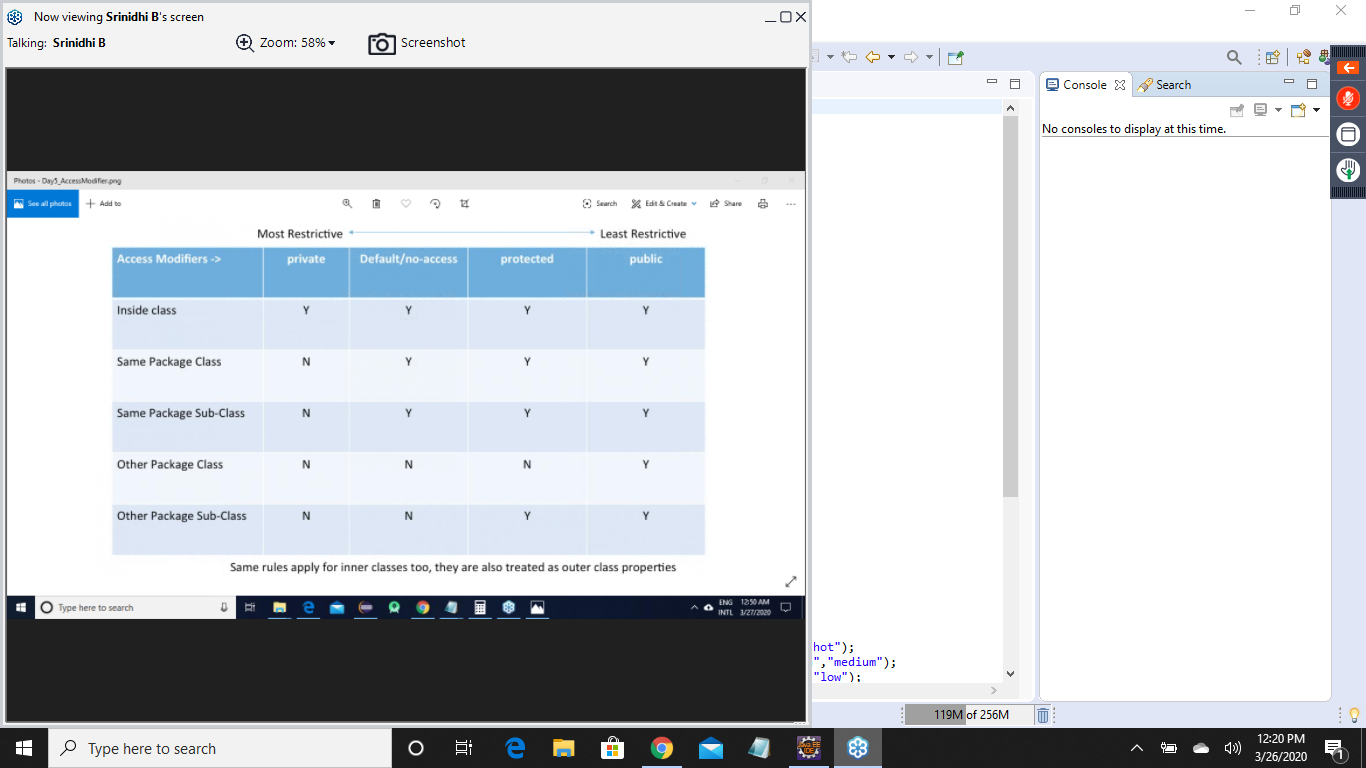 Now viewing Srinidhi B's screen
Talking: Srinidhi B
Zoom: 58%
Screenshot
Photos - Day5_AccessModifier.png
See all photos
Add to
Search
Edit & Create
Share
Most Restrictive
Least Restrictive
Access Modifiers -> private Default/no-access protected public
Inside class Y Y Y Y
Same Package Class N Y Y Y
Same Package Sub-Class N Y Y Y
Other Package Class N N N Y
Other Package Sub-Class N N Y Y
Same rules apply for inner classes too, they are also treated as outer class properties
Type here to search
ENG
INTL
12:50 AM
3/27/2020
Console
Search
No consoles to display at this time.
hot");
","medium");
"low");
119M of 256M
Type here to search
Java EE
IDE
12:20 PM
3/26/2020
1